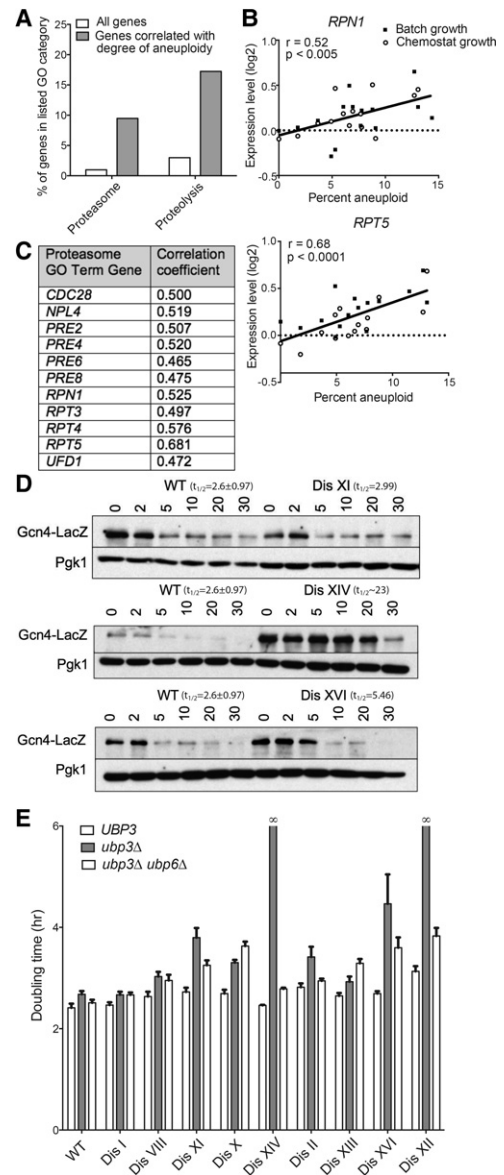 A
All genes
Genes correlated with
degree of aneuploidy
% of genes in listed GO category
25
20
15
10
5
0
Proteasome
Proteolysis
B
RPN1
Batch growth
Chemostat growth
r = 0.52
p < 0.005
Expression level (log2)
1.0
0.5
0.0
-0.5
0
5
10
15
Percent aneuploid
RPT5
r = 0.68
p < 0.0001
Expression level (log2)
1.0
0.5
0.0
-0.5
0
5
10
15
Percent aneuploid
C
Proteasome GO Term Gene
Correlation coefficient
CDC28 0.500
NPL4 0.519
PRE2 0.507
PRE4 0.520
PRE6 0.465
PRE8 0.475
RPN1 0.525
RPT3 0.497
RPT4 0.576
RPT5 0.681
UFD1 0.472
D
WT (t1/2=2.6±0.97) Dis XI (t1/2=2.99)
0 2 5 10 20 30 0 2 5 10 20 30
Gcn4-LacZ
Pgk1
WT (t1/2=2.6±0.97) Dis XIV (t1/2~23)
0 2 5 10 20 30 0 2 5 10 20 30
Gcn4-LacZ
Pgk1
WT (t1/2=2.6±0.97) Dis XVI (t1/2=5.46)
0 2 5 10 20 30 0 2 5 10 20 30
Gcn4-LacZ
Pgk1
E
UBP3
ubp3Δ
ubp3Δ ubp6Δ
∞ ∞
Doubling time (hr)
6
4
2
0
WT
Dis I
Dis VIII
Dis XI
Dis X
Dis XIV
Dis II
Dis XIII
Dis XVI
Dis XII